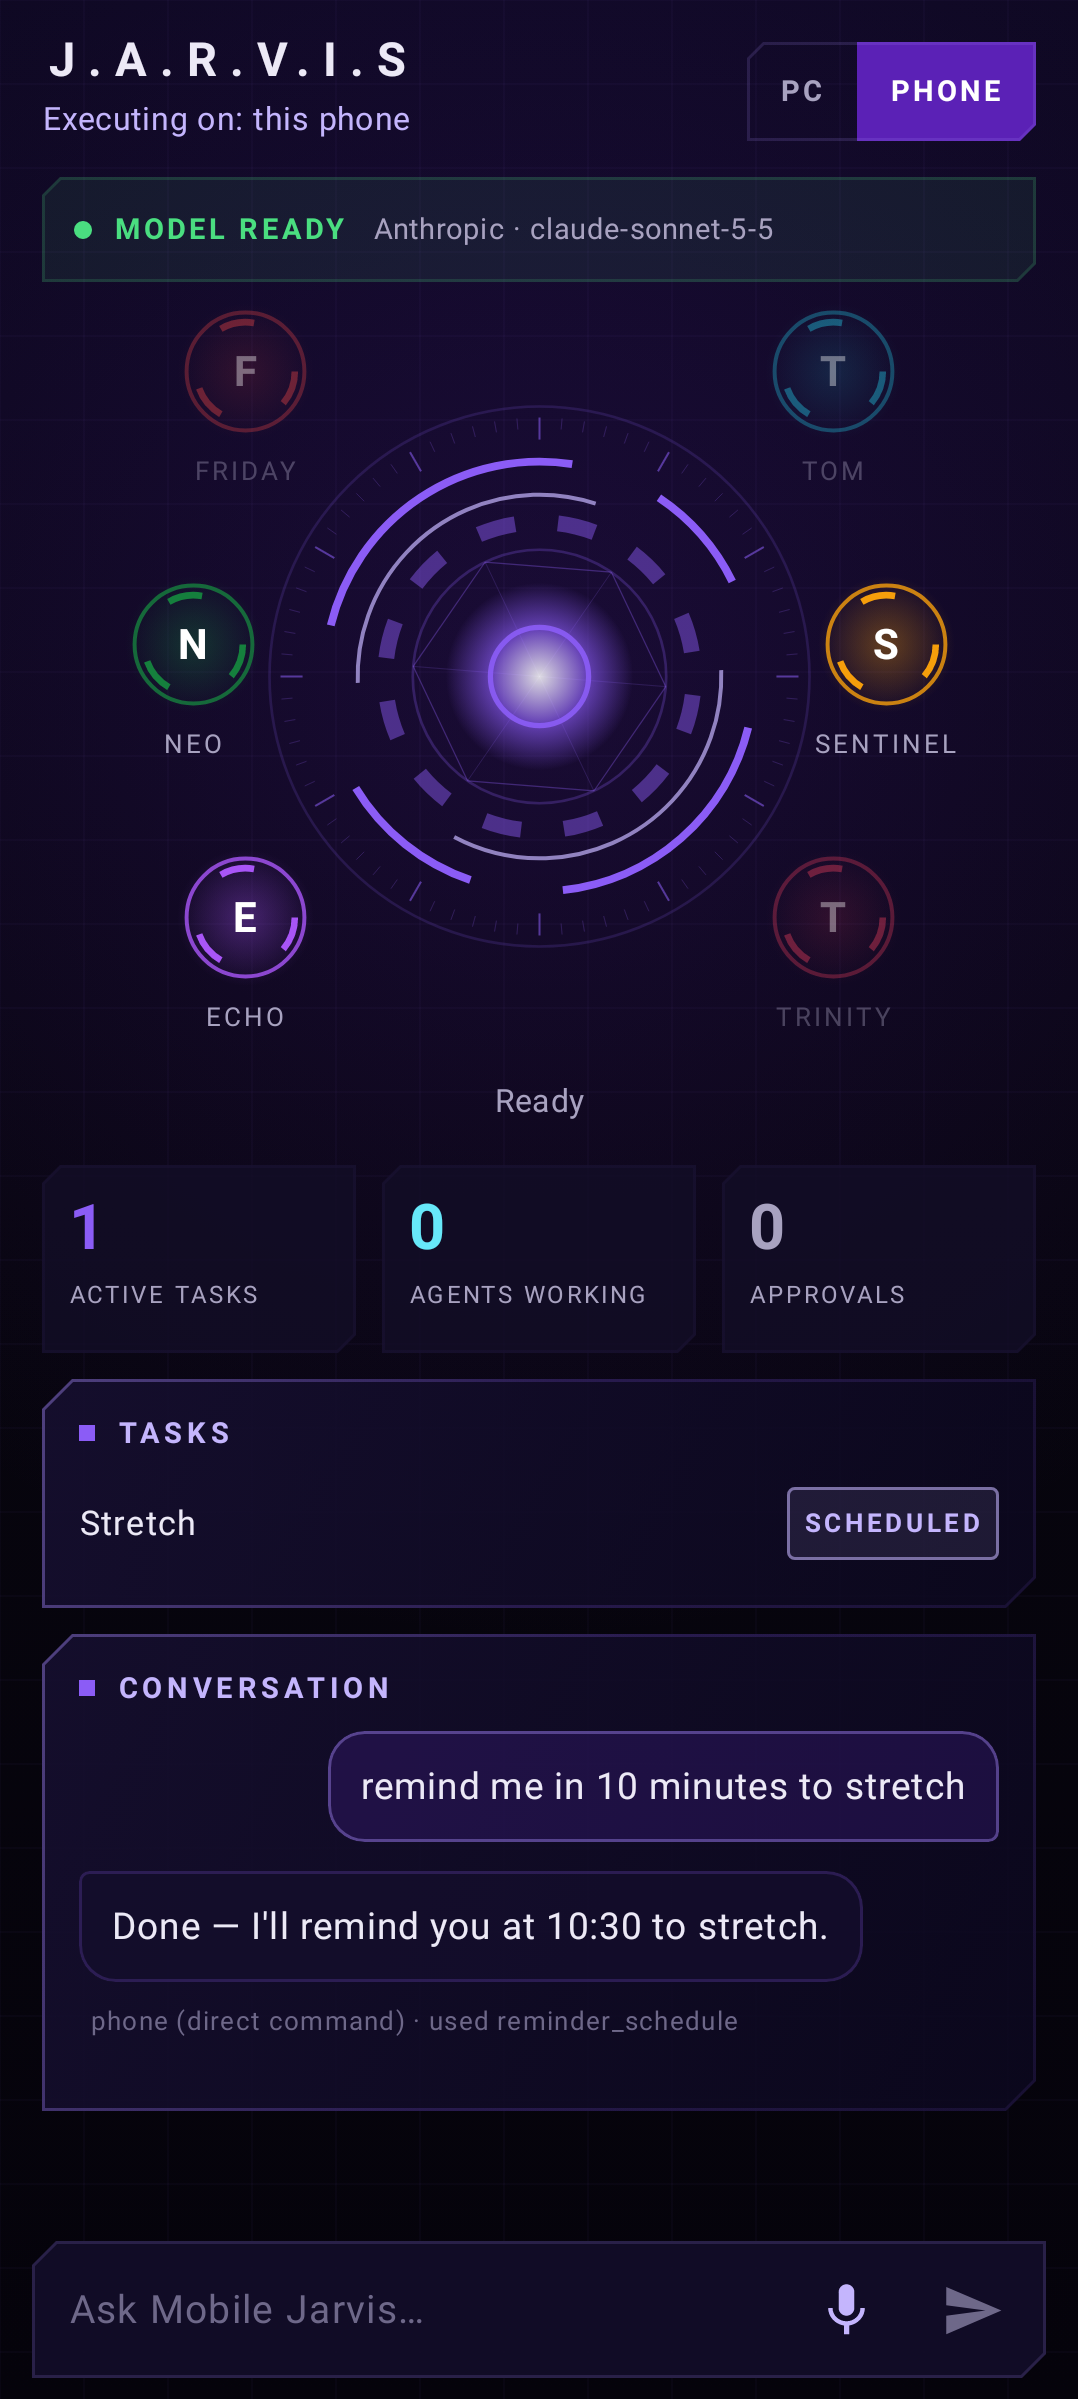 J.A.R.V.I.S
Executing on: this phone
PC
PHONE
MODEL READY Anthropic · claude-sonnet-5-5
F
FRIDAY
T
TOM
N
NEO
S
SENTINEL
E
ECHO
T
TRINITY
Ready
1
ACTIVE TASKS
0
AGENTS WORKING
0
APPROVALS
TASKS
Stretch
SCHEDULED
CONVERSATION
remind me in 10 minutes to stretch
Done — I'll remind you at 10:30 to stretch.
phone (direct command) · used reminder_schedule
Ask Mobile Jarvis…